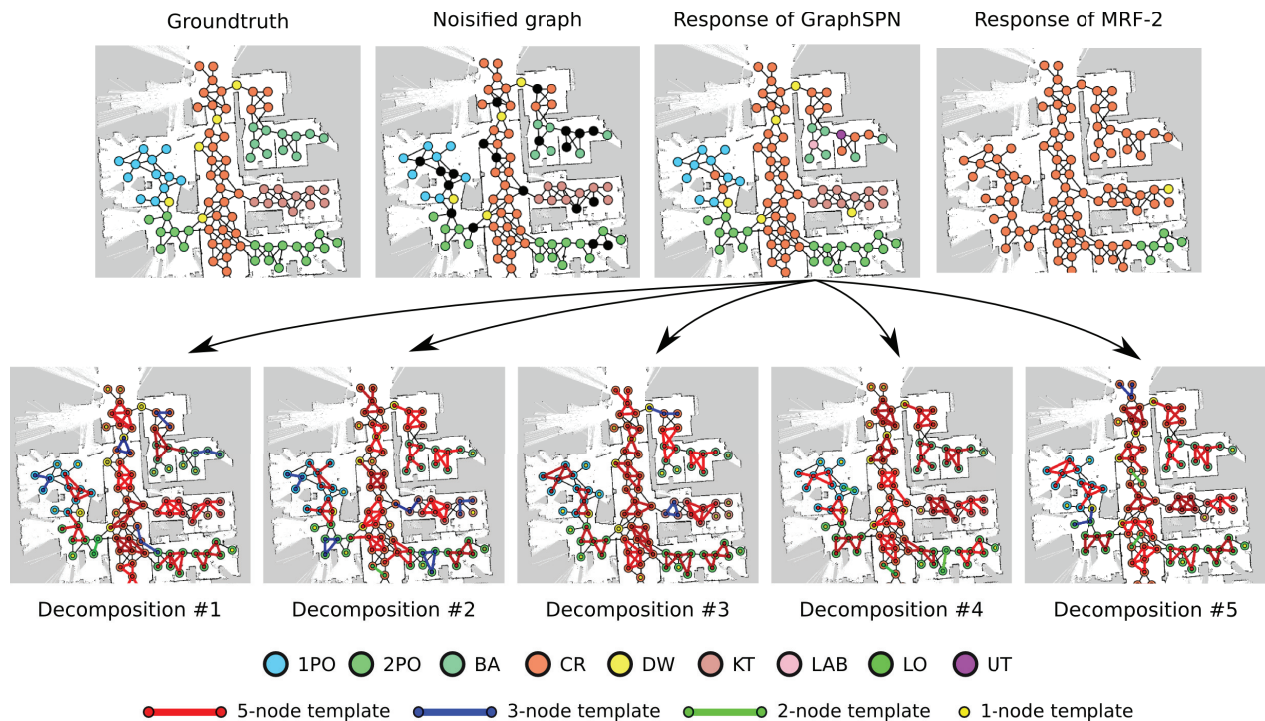 Groundtruth
Noisified graph
Response of GraphSPN
Response of MRF-2
Decomposition #1
Decomposition #2
Decomposition #3
Decomposition #4
Decomposition #5
1PO 2PO BA CR DW KT LAB LO UT
5-node template 3-node template 2-node template 1-node template